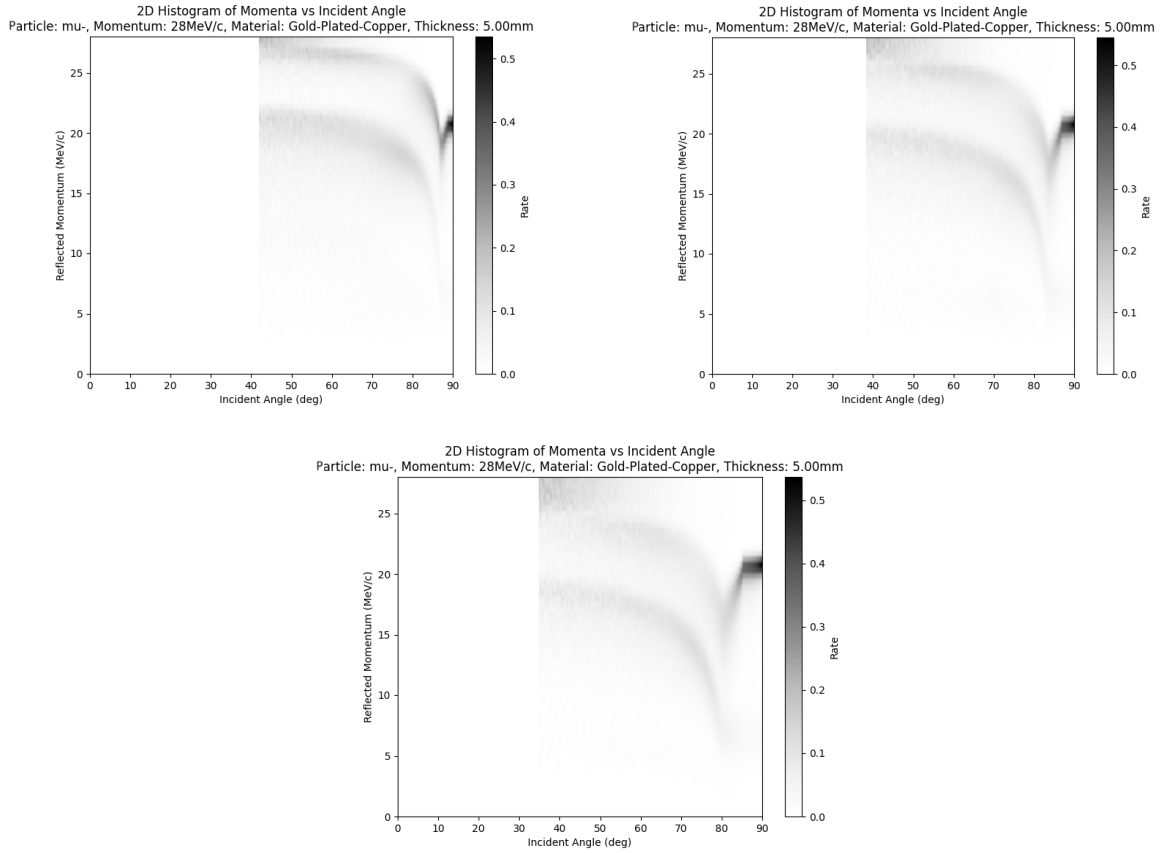 2D Histogram of Momenta vs Incident Angle
Particle: mu-, Momentum: 28MeV/c, Material: Gold-Plated-Copper, Thickness: 5.00mm
25
20
15
10
5
0
Reflected Momentum (MeV/c)
0 10 20 30 40 50 60 70 80 90
Incident Angle (deg)
0.5
0.4
0.3
0.2
0.1
0.0
Rate
2D Histogram of Momenta vs Incident Angle
Particle: mu-, Momentum: 28MeV/c, Material: Gold-Plated-Copper, Thickness: 5.00mm
25
20
15
10
5
0
Reflected Momentum (MeV/c)
0 10 20 30 40 50 60 70 80 90
Incident Angle (deg)
0.5
0.4
0.3
0.2
0.1
0.0
Rate
2D Histogram of Momenta vs Incident Angle
Particle: mu-, Momentum: 28MeV/c, Material: Gold-Plated-Copper, Thickness: 5.00mm
25
20
15
10
5
0
Reflected Momentum (MeV/c)
0 10 20 30 40 50 60 70 80 90
Incident Angle (deg)
0.5
0.4
0.3
0.2
0.1
0.0
Rate